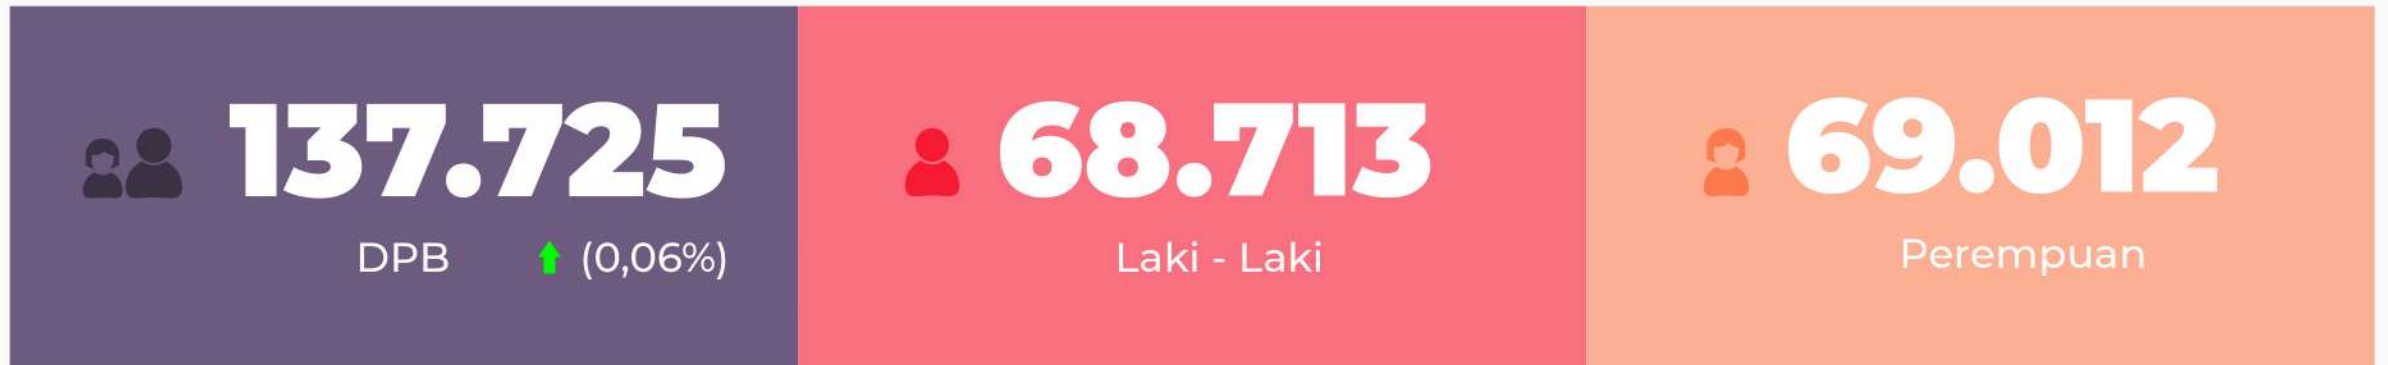 137.725
DPB (0,06%)
68.713
Laki - Laki
69.012
Perempuan